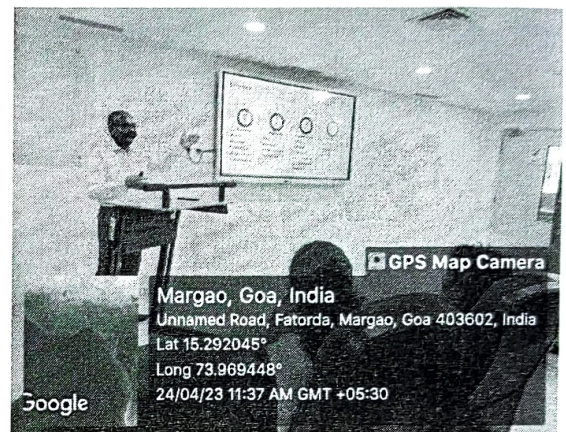 GPS Map Camera
Margao, Goa, India
Unnamed Road, Fatorda, Margao, Goa 403602, India
Lat 15.292045°
Long 73.969448°
24/04/23 11:37 AM GMT +05:30
Google